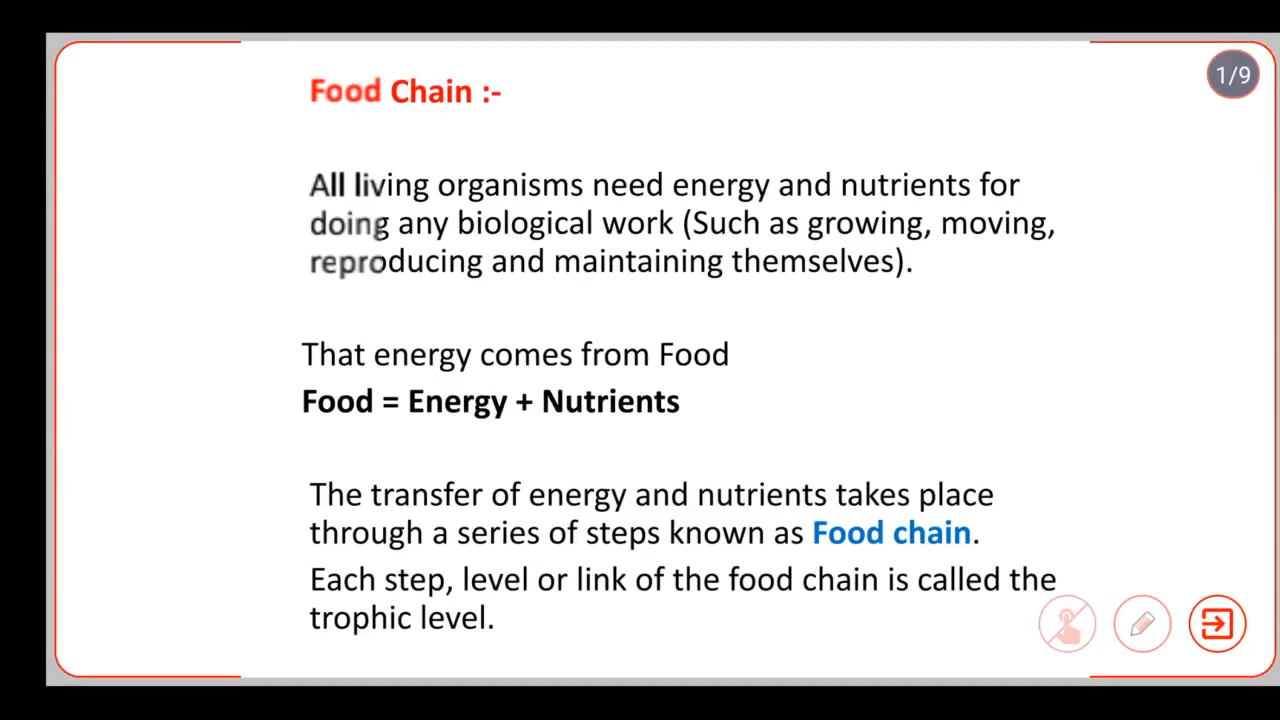 1/9
Food Chain :-
All living organisms need energy and nutrients for
doing any biological work (Such as growing, moving,
reproducing and maintaining themselves).
That energy comes from Food
Food = Energy + Nutrients
The transfer of energy and nutrients takes place
through a series of steps known as Food chain.
Each step, level or link of the food chain is called the
trophic level.